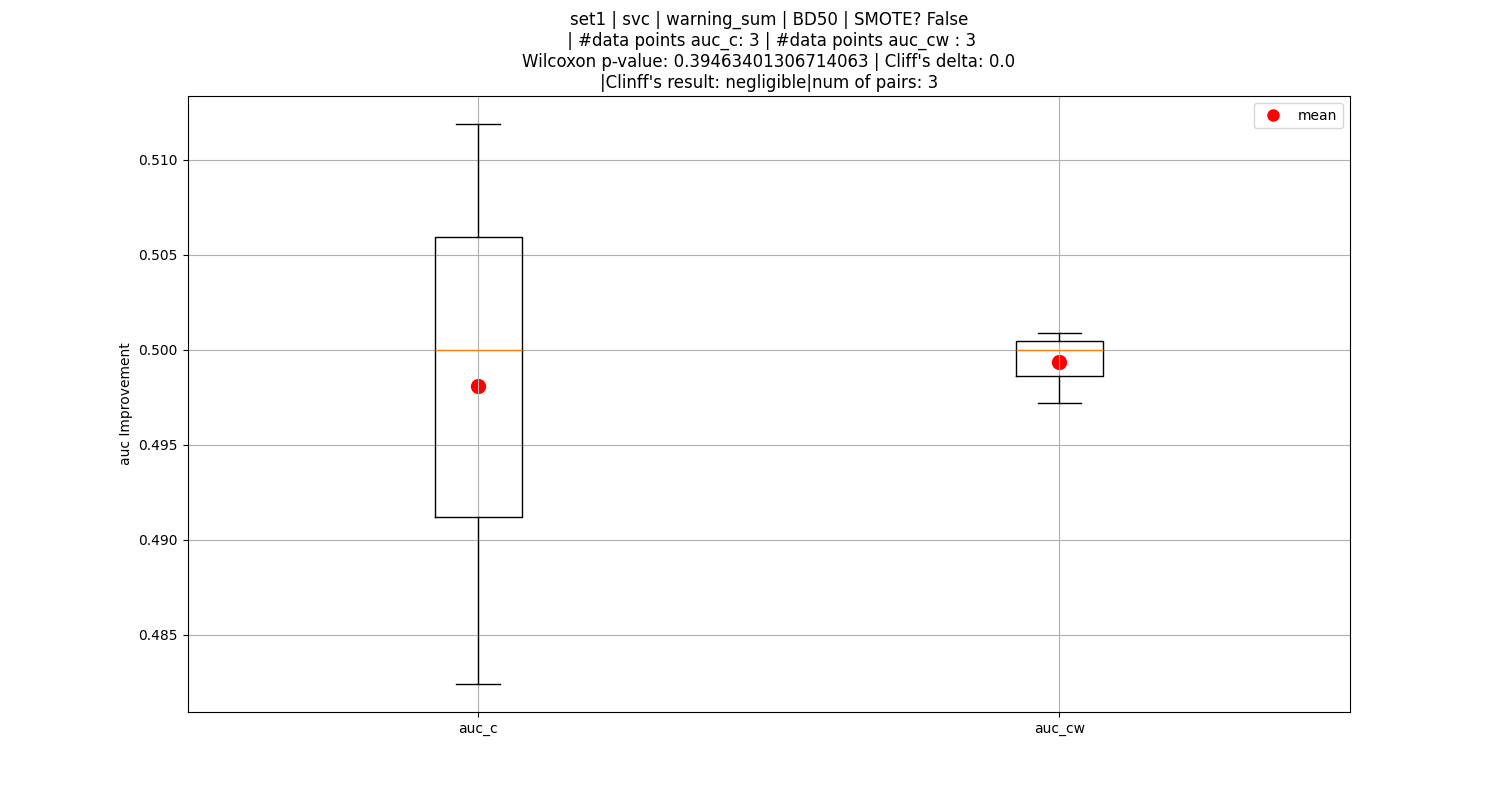 set1 | svc | warning_sum | BD50 | SMOTE? False
| #data points auc_c: 3 | #data points auc_cw : 3
Wilcoxon p-value: 0.39463401306714063 | Cliff's delta: 0.0
|Clinff's result: negligible|num of pairs: 3
mean
0.510
0.505
0.500
0.495
0.490
0.485
auc Improvement
auc_c
auc_cw